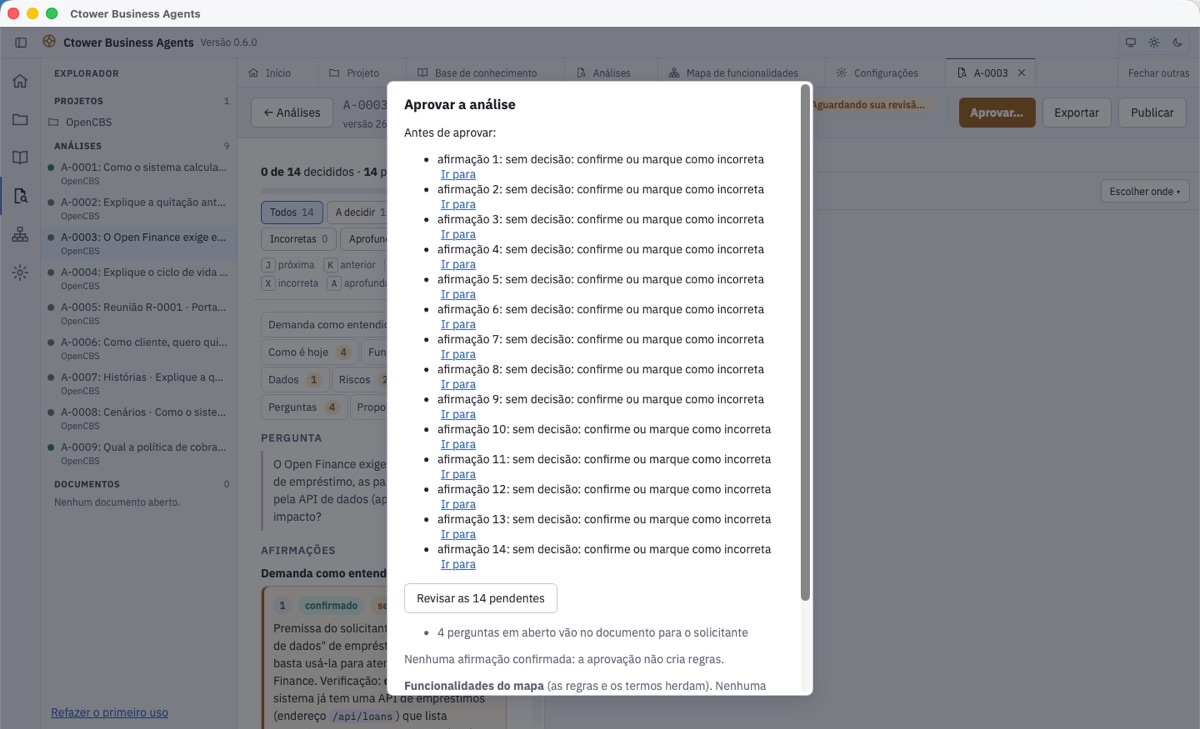 Ctower Business Agents
Ctower Business Agents Versão 0.6.0
EXPLORADOR
PROJETOS 1
OpenCBS
ANÁLISES 9
A-0001: Como o sistema calcula...
OpenCBS
A-0002: Explique a quitação ant...
OpenCBS
A-0003: O Open Finance exige e...
OpenCBS
A-0004: Explique o ciclo de vida ...
OpenCBS
A-0005: Reunião R-0001 · Porta...
OpenCBS
A-0006: Como cliente, quero qui...
OpenCBS
A-0007: Histórias · Explique a q...
OpenCBS
A-0008: Cenários · Como o siste...
OpenCBS
A-0009: Qual a política de cobra...
OpenCBS
DOCUMENTOS 0
Nenhum documento aberto.
Refazer o primeiro uso
Início Projeto Base de conhecimento Análises Mapa de funcionalidades Configurações A-0003 × Fechar outras
← Análises
A-0003
versão 26
Aguardando sua revisã...
Aprovar... Exportar Publicar
Escolher onde ▾
0 de 14 decididos · 14 p
Todos 14 A decidir 1
Incorretas 0 Aprofun
J próxima K anterior
X incorreta A aprofund
Demanda como entendi
Como é hoje 4 Fun
Dados 1 Riscos 2
Perguntas 4 Propo
PERGUNTA
O Open Finance exige
de empréstimo, as pa
pela API de dados (ap
impacto?
AFIRMAÇÕES
Demanda como entend
1 confirmado se
Premissa do solicitant
de dados" de emprést
basta usá-la para aten
Finance. Verificação: e
sistema já tem uma API de empréstimos
(endereço /api/loans) que lista
Aprovar a análise
Antes de aprovar:
• afirmação 1: sem decisão: confirme ou marque como incorreta
Ir para
• afirmação 2: sem decisão: confirme ou marque como incorreta
Ir para
• afirmação 3: sem decisão: confirme ou marque como incorreta
Ir para
• afirmação 4: sem decisão: confirme ou marque como incorreta
Ir para
• afirmação 5: sem decisão: confirme ou marque como incorreta
Ir para
• afirmação 6: sem decisão: confirme ou marque como incorreta
Ir para
• afirmação 7: sem decisão: confirme ou marque como incorreta
Ir para
• afirmação 8: sem decisão: confirme ou marque como incorreta
Ir para
• afirmação 9: sem decisão: confirme ou marque como incorreta
Ir para
• afirmação 10: sem decisão: confirme ou marque como incorreta
Ir para
• afirmação 11: sem decisão: confirme ou marque como incorreta
Ir para
• afirmação 12: sem decisão: confirme ou marque como incorreta
Ir para
• afirmação 13: sem decisão: confirme ou marque como incorreta
Ir para
• afirmação 14: sem decisão: confirme ou marque como incorreta
Ir para
Revisar as 14 pendentes
• 4 perguntas em aberto vão no documento para o solicitante
Nenhuma afirmação confirmada: a aprovação não cria regras.
Funcionalidades do mapa (as regras e os termos herdam). Nenhuma